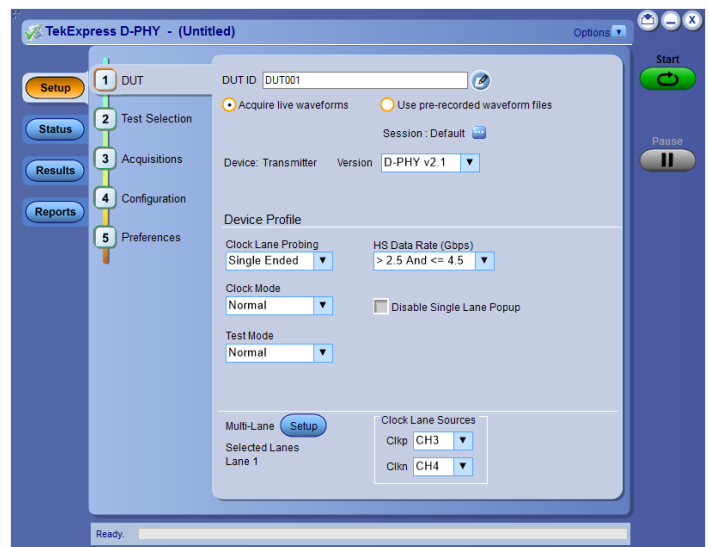 TekExpress D-PHY - (Untitled)
Options
Start
Pause
Setup
Status
Results
Reports
1 DUT
2 Test Selection
3 Acquisitions
4 Configuration
5 Preferences
DUT ID DUT001
Acquire live waveforms
Use pre-recorded waveform files
Session : Default
Device: Transmitter Version D-PHY v2.1
Device Profile
Clock Lane Probing
Single Ended
HS Data Rate (Gbps)
> 2.5 And <= 4.5
Clock Mode
Normal
Disable Single Lane Popup
Test Mode
Normal
Multi-Lane Setup
Selected Lanes
Lane 1
Clock Lane Sources
Clkp CH3
Clkn CH4
Ready.